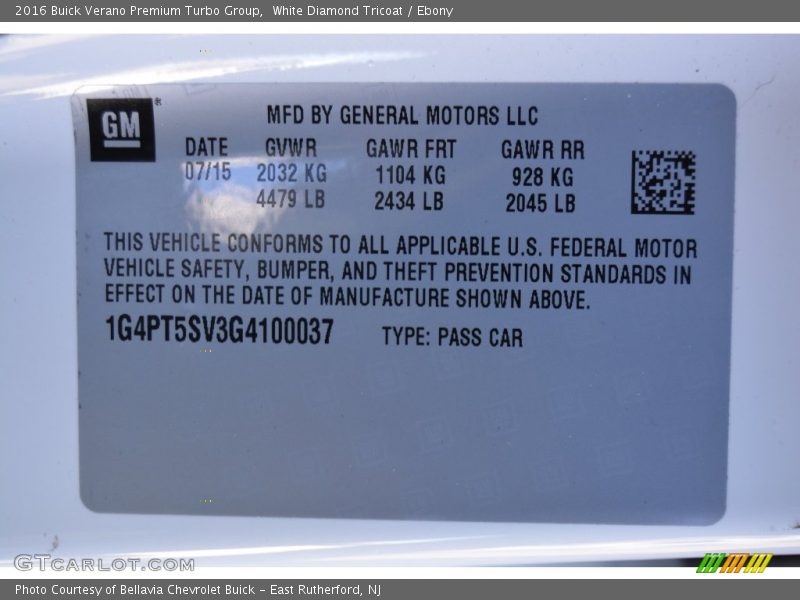 2016 Buick Verano Premium Turbo Group,  White Diamond Tricoat / Ebony
GM®
MFD BY GENERAL MOTORS LLC
DATE GVWR GAWR FRT GAWR RR
07/15 2032 KG 1104 KG 928 KG
4479 LB 2434 LB 2045 LB
THIS VEHICLE CONFORMS TO ALL APPLICABLE U.S. FEDERAL MOTOR
VEHICLE SAFETY, BUMPER, AND THEFT PREVENTION STANDARDS IN
EFFECT ON THE DATE OF MANUFACTURE SHOWN ABOVE.
1G4PT5SV3G4100037 TYPE: PASS CAR
GTCARLOT.COM
Photo Courtesy of Bellavia Chevrolet Buick - East Rutherford, NJ